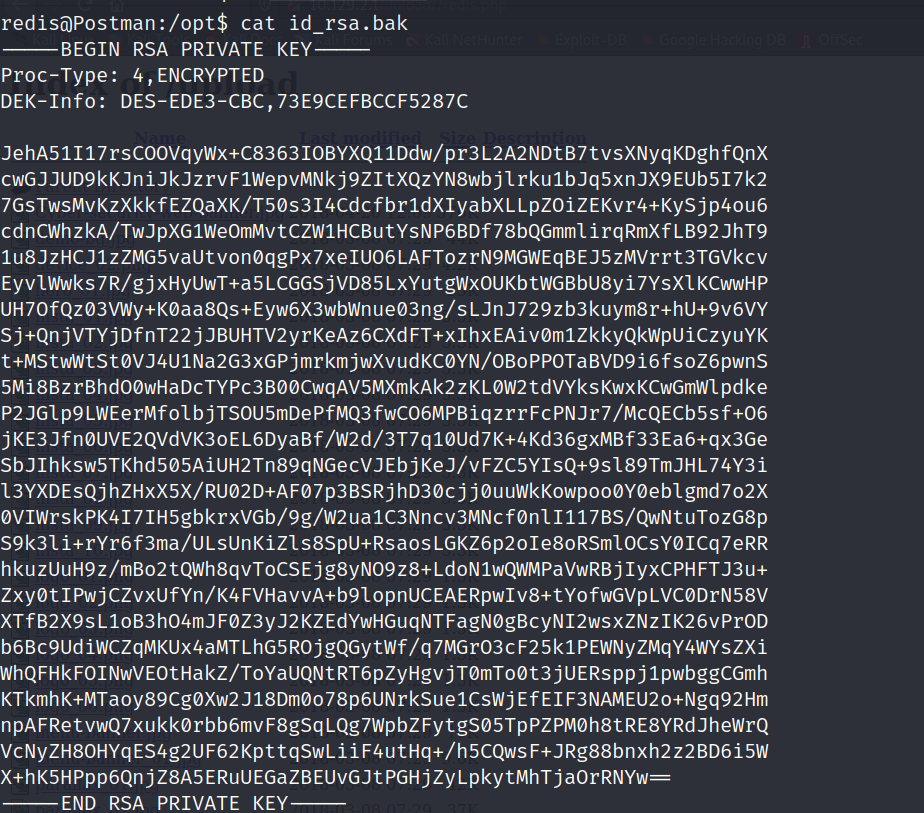 redis@Postman:/opt$ cat id_rsa.bak
-----BEGIN RSA PRIVATE KEY-----
Proc-Type: 4,ENCRYPTED
DEK-Info: DES-EDE3-CBC,73E9CEFBCCF5287C
JehA51I17rsCOOVqyWx+C8363IOBYXQ11Ddw/pr3L2A2NDtB7tvsXNyqKDghfQnX
cwGJJUD9kKJniJkJzrvF1WepvMNkj9ZItXQzYN8wbjlrku1bJq5xnJX9EUb5I7k2
7GsTwsMvKzXkkfEZQaXK/T50s3I4Cdcfbr1dXIyabXLLpZOiZEKvr4+KySjp4ou6
cdnCWhzkA/TwJpXG1WeOmMvtCZW1HCButYsNP6BDf78bQGmmlirqRmXfLB92JhT9
1u8JzHCJ1zZMG5vaUtvon0qgPx7xeIUO6LAFTozrN9MGWEqBEJ5zMVrrt3TGVkcv
EyvlWwks7R/gjxHyUwT+a5LCGGSjVD85LxYutgWxOUKbtWGBbU8yi7YsXlKCwwHP
UH7OfQz03VWy+K0aa8Qs+Eyw6X3wbWnue03ng/sLJnJ729zb3kuym8r+hU+9v6VY
Sj+QnjVTYjDfnT22jJBUHTV2yrKeAz6CXdFT+xIhxEAiv0m1ZkkyQkWpUiCzyuYK
t+MStwWtSt0VJ4U1Na2G3xGPjmrkmjwXvudKC0YN/OBoPPOTaBVD9i6fsoZ6pwnS
5Mi8BzrBhdO0wHaDcTYPc3B00CwqAV5MXmkAk2zKL0W2tdVYksKwxKCwGmWlpdke
P2JGlp9LWEerMfolbjTSOU5mDePfMQ3fwCO6MPBiqzrrFcPNJr7/McQECb5sf+O6
jKE3Jfn0UVE2QVdVK3oEL6DyaBf/W2d/3T7q10Ud7K+4Kd36gxMBf33Ea6+qx3Ge
SbJIhksw5TKhd505AiUH2Tn89qNGecVJEbjKeJ/vFZC5YIsQ+9sl89TmJHL74Y3i
l3YXDEsQjhZHxX5X/RU02D+AF07p3BSRjhD30cjj0uuWkKowpoo0Y0eblgmd7o2X
0VIWrskPK4I7IH5gbkrxVGb/9g/W2ua1C3Nncv3MNcf0nlI117BS/QwNtuTozG8p
S9k3li+rYr6f3ma/ULsUnKiZls8SpU+RsaosLGKZ6p2oIe8oRSmlOCsY0ICq7eRR
hkuzUuH9z/mBo2tQWh8qvToCSEjg8yNO9z8+LdoN1wQWMPaVwRBjIyxCPHFTJ3u+
Zxy0tIPwjCZvxUfYn/K4FVHavvA+b9lopnUCEAERpwIv8+tYofwGVpLVC0DrN58V
XTfB2X9sL1oB3hO4mJF0Z3yJ2KZEdYwHGuqNTFagN0gBcyNI2wsxZNzIK26vPrOD
b6Bc9UdiWCZqMKUx4aMTLhG5ROjgQGytWf/q7MGrO3cF25k1PEWNyZMqY4WYsZXi
WhQFHkFOINwVEOtHakZ/ToYaUQNtRT6pZyHgvjT0mTo0t3jUERsppj1pwbggCGmh
KTkmhK+MTaoy89Cg0Xw2J18Dm0o78p6UNrkSue1CsWjEfEIF3NAMEU2o+Ngq92Hm
npAFRetvwQ7xukk0rbb6mvF8gSqLQg7WpbZFytgS05TpPZPM0h8tRE8YRdJheWrQ
VcNyZH8OHYqES4g2UF62KpttqSwLiiF4utHq+/h5CQwsF+JRg88bnxh2z2BD6i5W
X+hK5HPpp6QnjZ8A5ERuUEGaZBEUvGJtPGHjZyLpkytMhTjaOrRNYw==
-----END RSA PRIVATE KEY-----